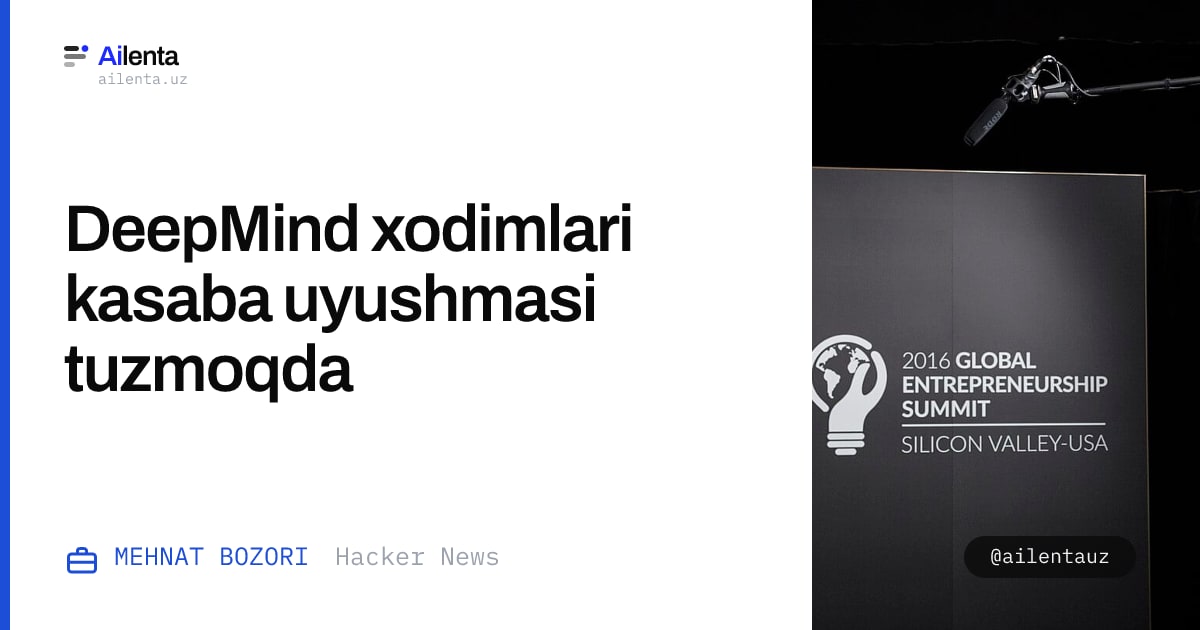 Ailenta
ailenta.uz
DeepMind xodimlari
kasaba uyushmasi
tuzmoqda
MEHNAT BOZORI Hacker News
RODE
2016 GLOBAL
ENTREPRENEURSHIP
SUMMIT
SILICON VALLEY-USA
@ailentauz